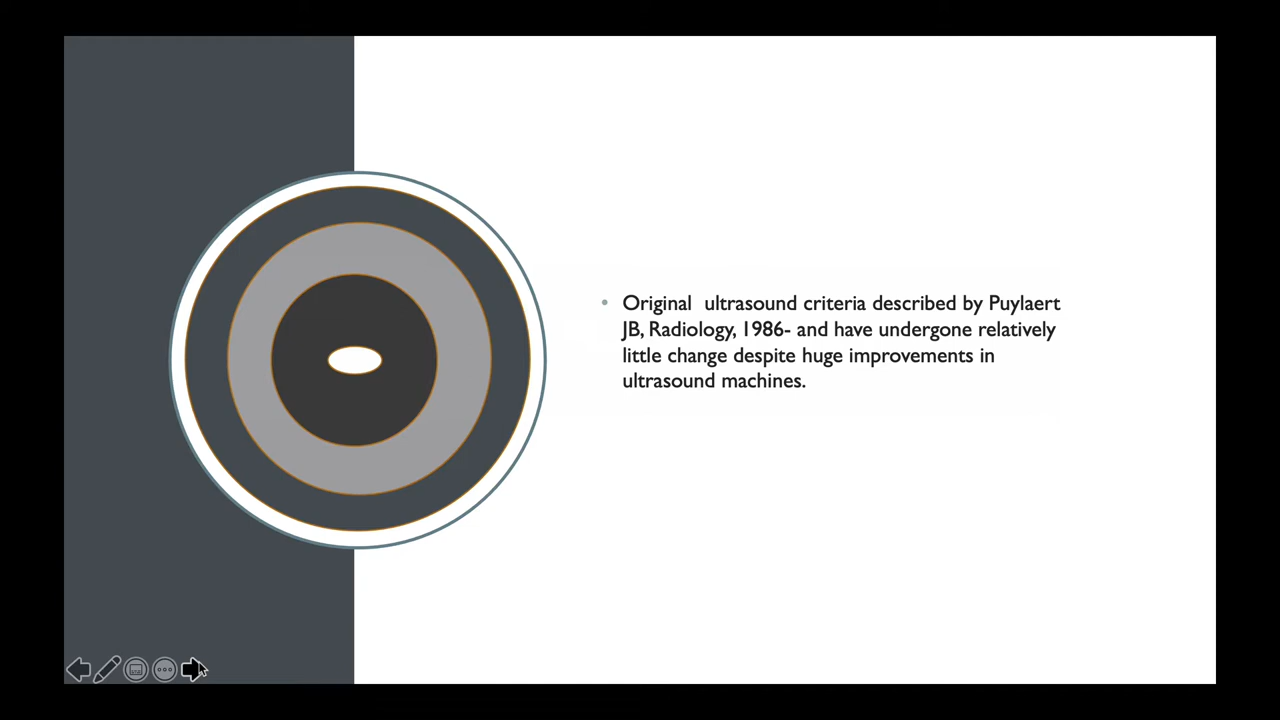 • Original  ultrasound criteria described by Puylaert
JB, Radiology, 1986- and have undergone relatively
little change despite huge improvements in
ultrasound machines.